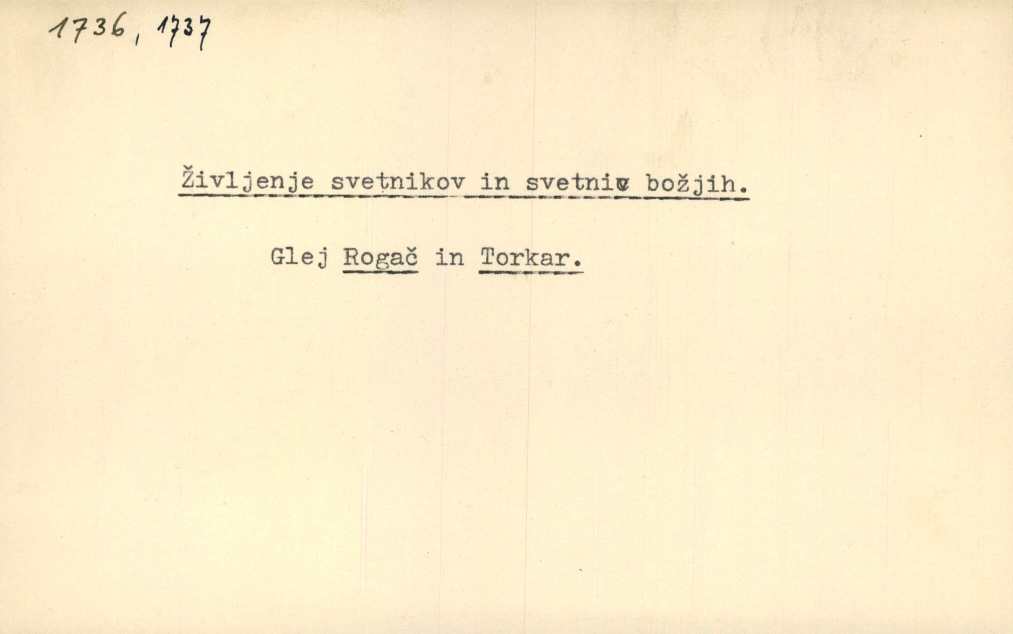 1736, 1737
Življenje svetnikov in svetnic božjih.
Glej Rogač in Torkar.